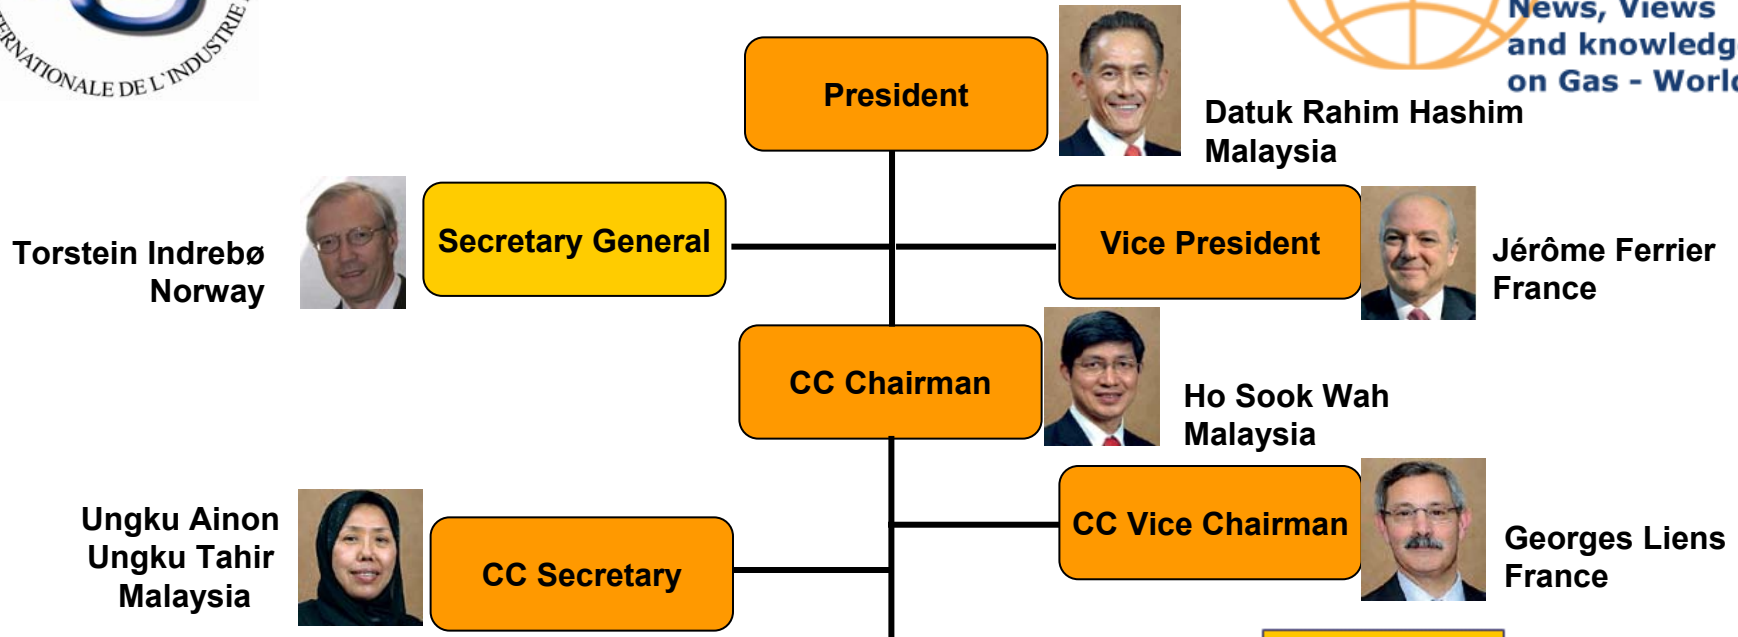 ERNATIONALE DE L'INDUSTRIE
News, Views
and knowledg
on Gas - World
President
Datuk Rahim Hashim
Malaysia
Torstein Indrebø
Norway
Secretary General
Vice President
Jérôme Ferrier
France
CC Chairman
Ho Sook Wah
Malaysia
Ungku Ainon
Ungku Tahir
Malaysia
CC Secretary
CC Vice Chairman
Georges Liens
France